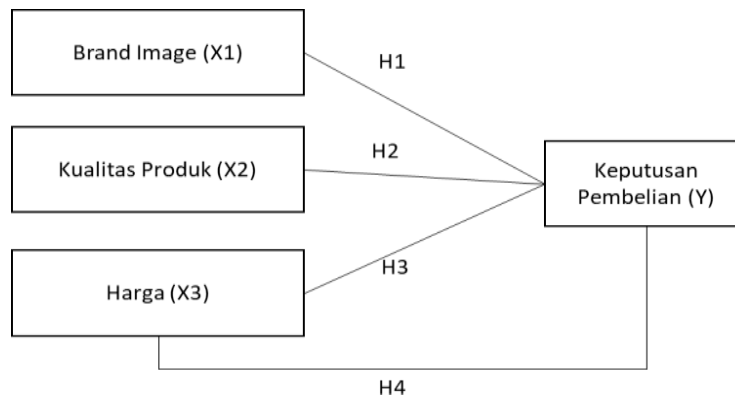 Brand Image (X1)
H1
Kualitas Produk (X2)
H2
Keputusan
Pembelian (Y)
Harga (X3)
H3
H4